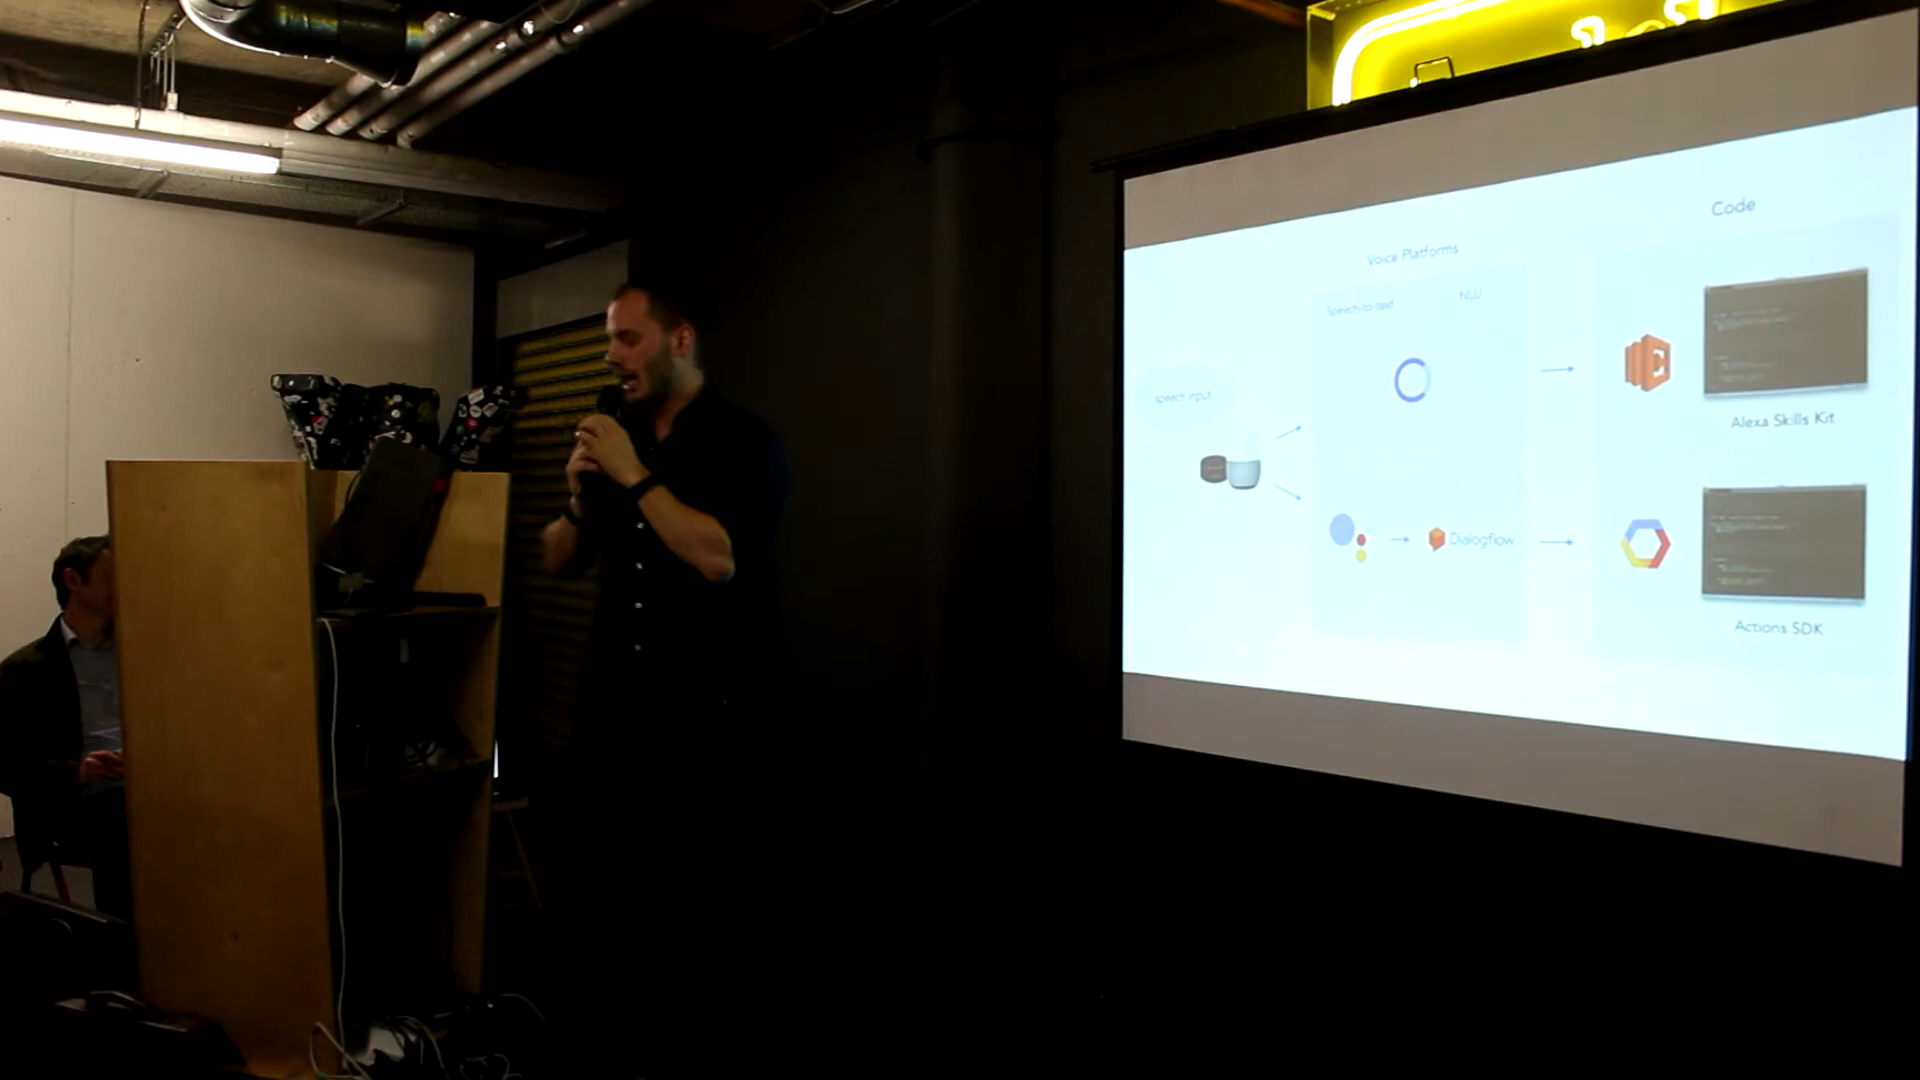 Code
Voice Platforms
Speech-to-text
NLU
speech input
Alexa Skills Kit
Dialogflow
Actions SDK